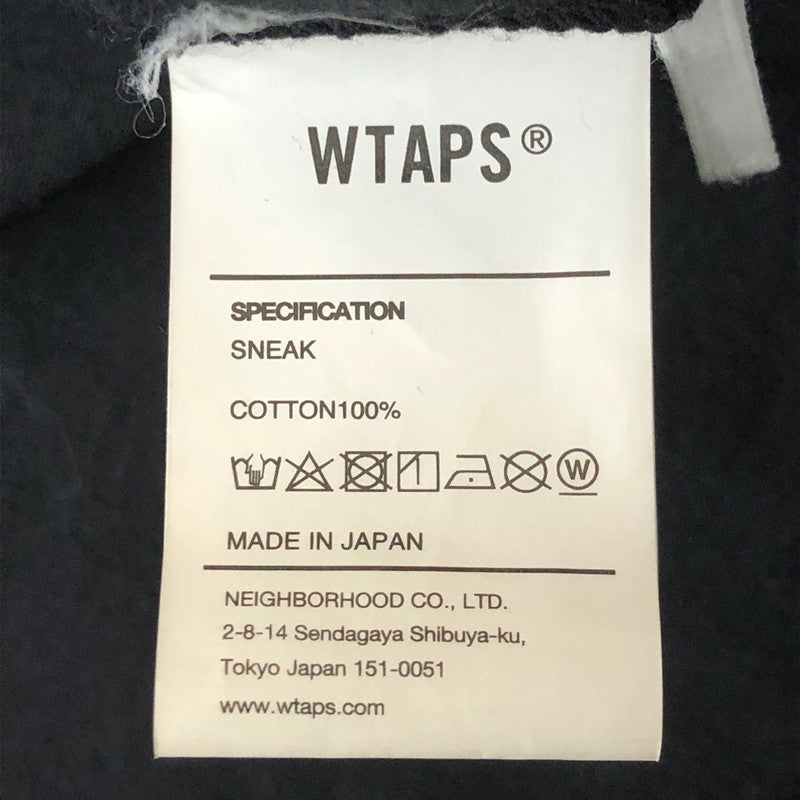 WTAPS®
SPECIFICATION
SNEAK
COTTON100%
W
MADE IN JAPAN
NEIGHBORHOOD CO., LTD.
2-8-14 Sendagaya Shibuya-ku,
Tokyo Japan 151-0051
www.wtaps.com